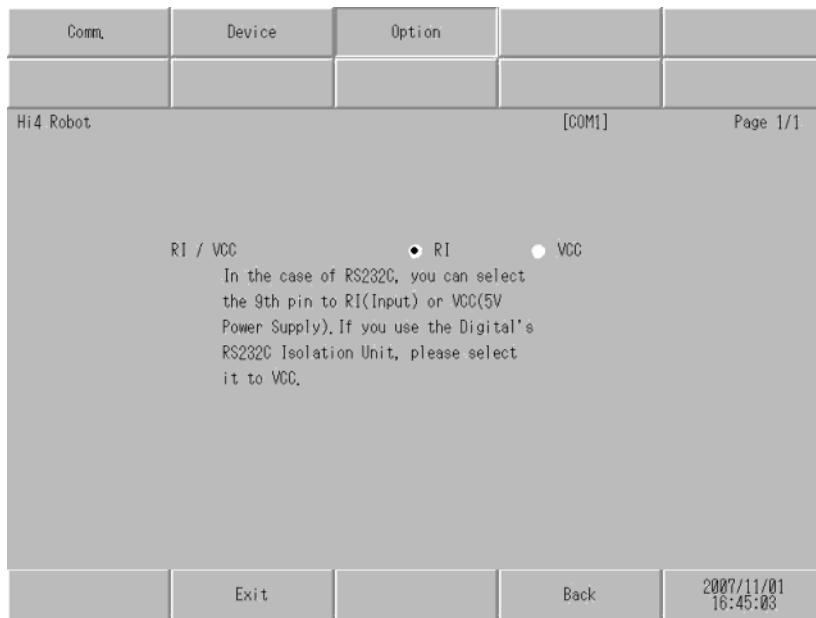 Comm. Device Option
Hi4 Robot [COM1] Page 1/1
RI / VCC RI VCC
In the case of RS232C, you can select
the 9th pin to RI(Input) or VCC(5V
Power Supply). If you use the Digital's
RS232C Isolation Unit, please select
it to VCC.
Exit Back 2007/11/01
16:45:03